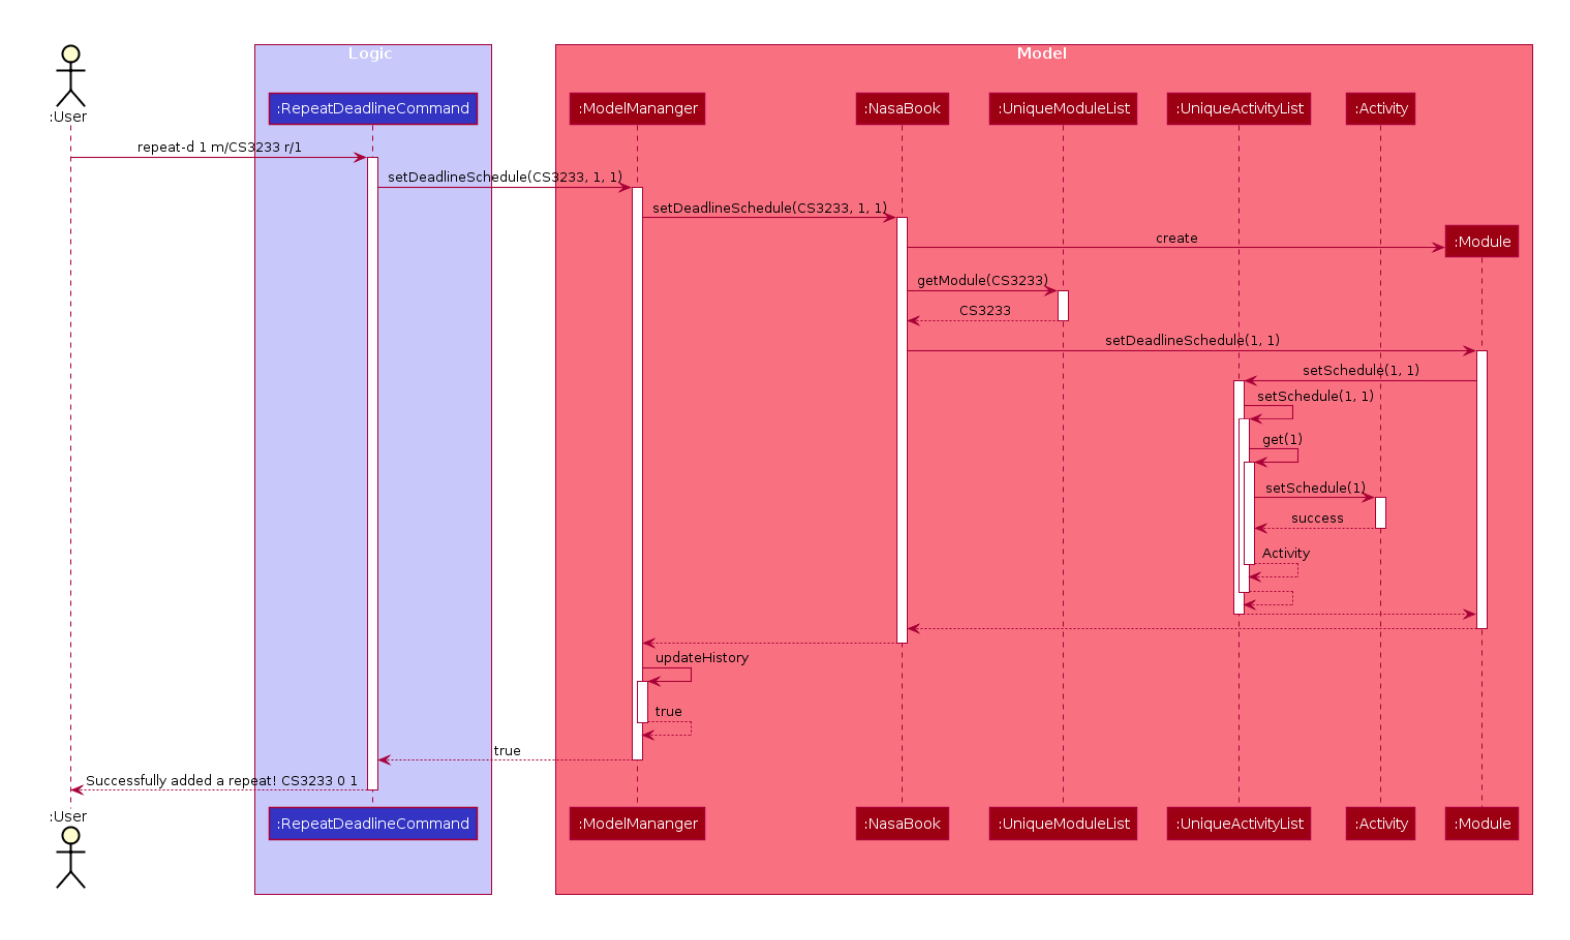 Logic
Model
:User
:RepeatDeadlineCommand
:ModelMananger
:NasaBook
:UniqueModuleList
:UniqueActivityList
:Activity
repeat-d 1 m/CS3233 r/1
setDeadlineSchedule(CS3233, 1, 1)
setDeadlineSchedule(CS3233, 1, 1)
create
:Module
getModule(CS3233)
CS3233
setDeadlineSchedule(1, 1)
setSchedule(1, 1)
setSchedule(1, 1)
get(1)
setSchedule(1)
success
Activity
updateHistory
true
true
Successfully added a repeat! CS3233 0 1
:User
:RepeatDeadlineCommand
:ModelMananger
:NasaBook
:UniqueModuleList
:UniqueActivityList
:Activity
:Module